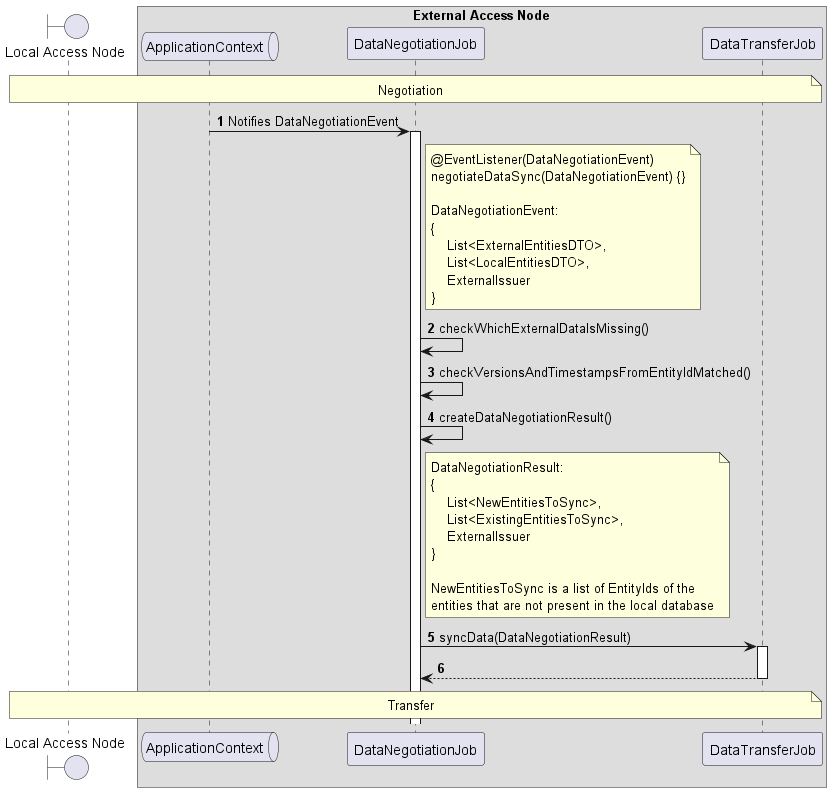 External Access Node
Local Access Node
ApplicationContext
DataNegotiationJob
DataTransferJob
Negotiation
1 Notifies DataNegotiationEvent
@EventListener(DataNegotiationEvent)
negotiateDataSync(DataNegotiationEvent) {}
DataNegotiationEvent:
{
List<ExternalEntitiesDTO>,
List<LocalEntitiesDTO>,
ExternalIssuer
}
2 checkWhichExternalDataIsMissing()
3 checkVersionsAndTimestampsFromEntityIdMatched()
4 createDataNegotiationResult()
DataNegotiationResult:
{
List<NewEntitiesToSync>,
List<ExistingEntitiesToSync>,
ExternalIssuer
}
NewEntitiesToSync is a list of EntityIds of the
entities that are not present in the local database
5 syncData(DataNegotiationResult)
6
Transfer
Local Access Node
ApplicationContext
DataNegotiationJob
DataTransferJob